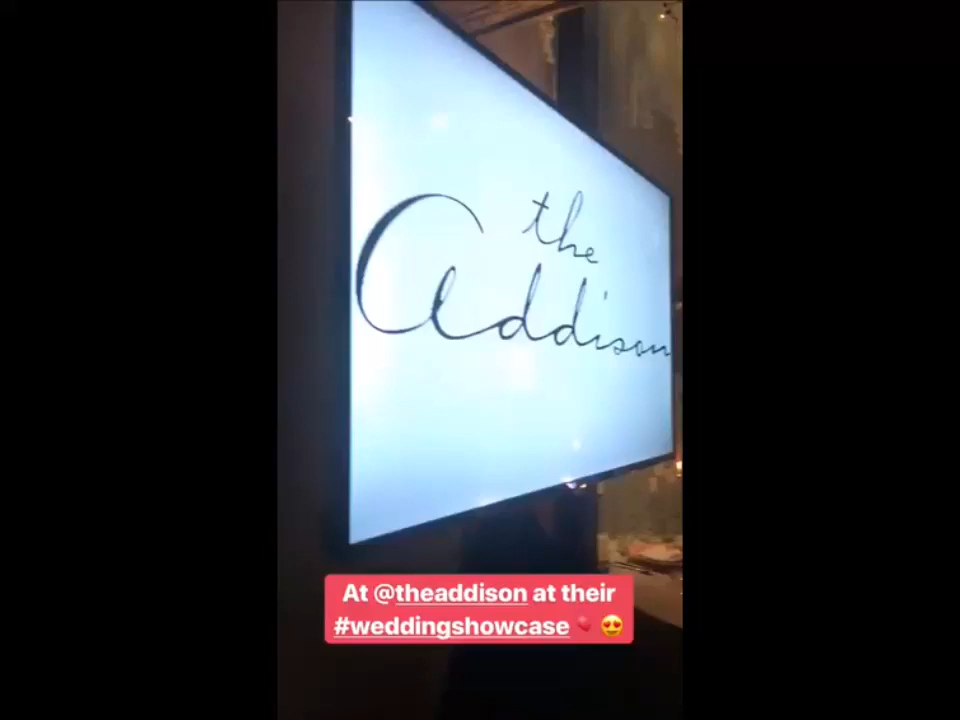 the
addison
At @theaddison at their
#weddingshowcase🎈😍